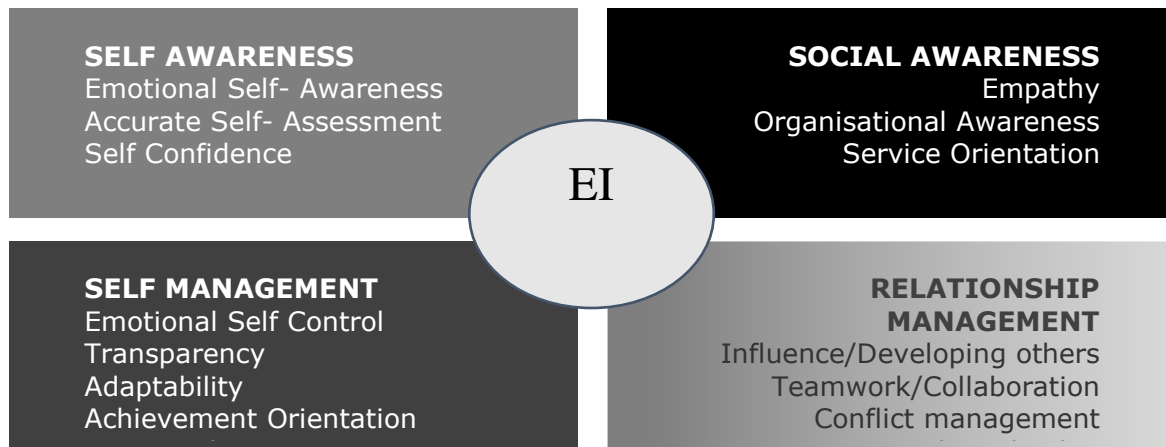 SELF AWARENESS
Emotional Self- Awareness
Accurate Self- Assessment
Self Confidence
SOCIAL AWARENESS
Empathy
Organisational Awareness
Service Orientation
EI
SELF MANAGEMENT
Emotional Self Control
Transparency
Adaptability
Achievement Orientation
RELATIONSHIP
MANAGEMENT
Influence/Developing others
Teamwork/Collaboration
Conflict management